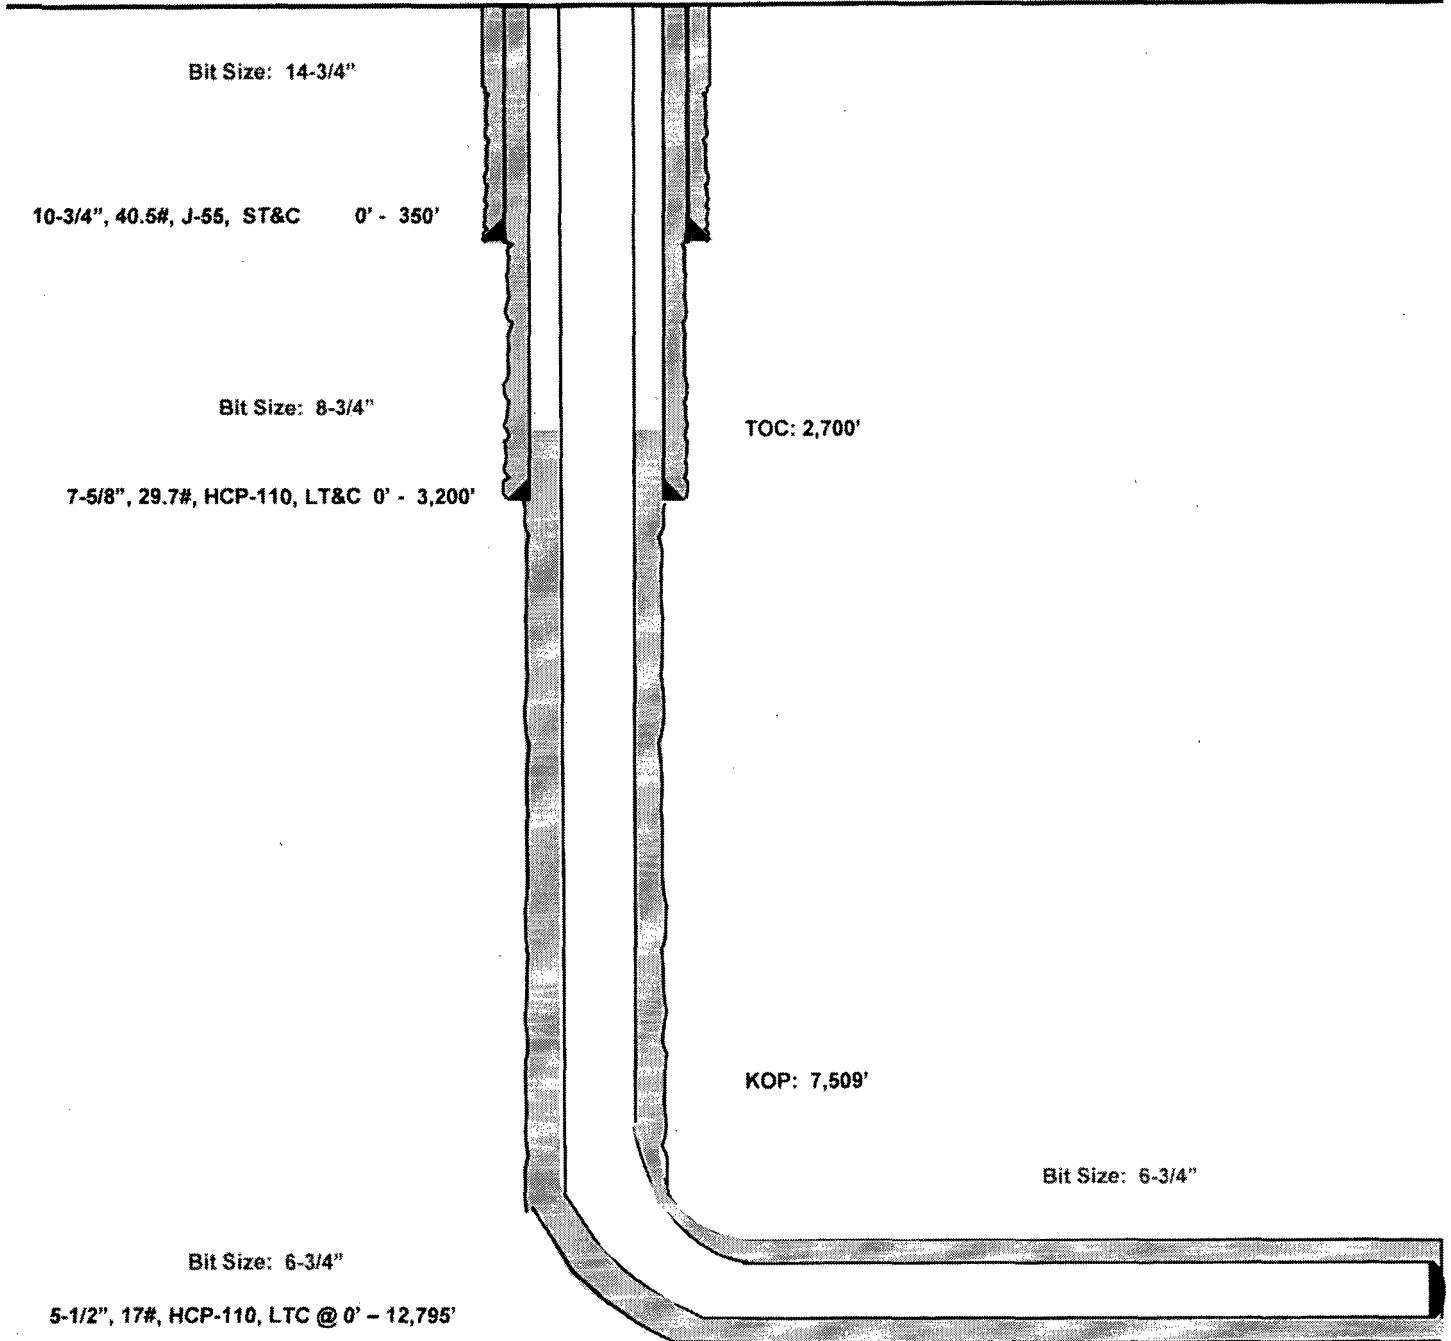 Bit Size: 14-3/4”
10-3/4”, 40.5#, J-55, ST&C 0' - 350'
Bit Size: 8-3/4”
TOC: 2,700'
7-5/8”, 29.7#, HCP-110, LT&C 0' - 3,200'
KOP: 7,509'
Bit Size: 6-3/4”
Bit Size: 6-3/4”
5-1/2”, 17#, HCP-110, LTC @ 0' – 12,795'